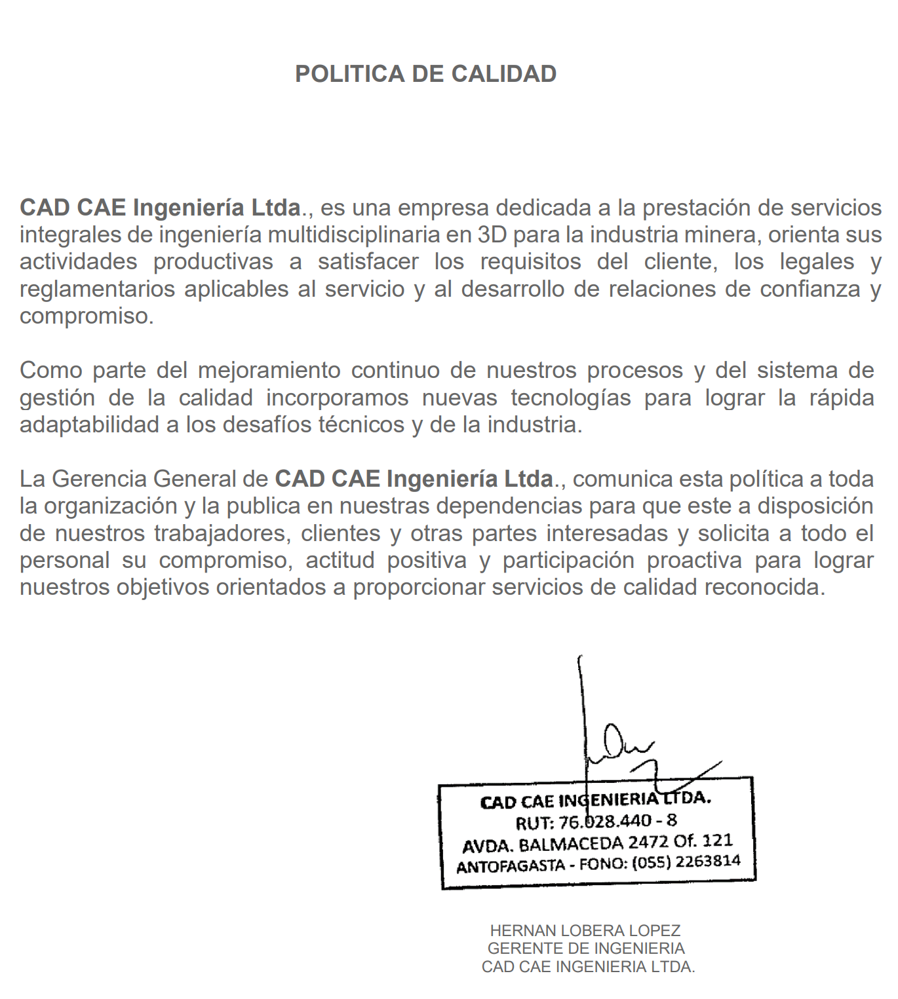 POLITICA DE CALIDAD
CAD CAE Ingeniería Ltda., es una empresa dedicada a la prestación de servicios
integrales de ingeniería multidisciplinaria en 3D para la industria minera, orienta sus
actividades productivas a satisfacer los requisitos del cliente, los legales y
reglamentarios aplicables al servicio y al desarrollo de relaciones de confianza y
compromiso.
Como parte del mejoramiento continuo de nuestros procesos y del sistema de
gestión de la calidad incorporamos nuevas tecnologías para lograr la rápida
adaptabilidad a los desafíos técnicos y de la industria.
La Gerencia General de CAD CAE Ingeniería Ltda., comunica esta política a toda
la organización y la publica en nuestras dependencias para que este a disposición
de nuestros trabajadores, clientes y otras partes interesadas y solicita a todo el
personal su compromiso, actitud positiva y participación proactiva para lograr
nuestros objetivos orientados a proporcionar servicios de calidad reconocida.
CAD CAE INGENIERIA LTDA.
RUT: 76.028.440 - 8
AVDA. BALMACEDA 2472 Of. 121
ANTOFAGASTA - FONO: (055) 2263814
HERNAN LOBERA LOPEZ
GERENTE DE INGENIERIA
CAD CAE INGENIERIA LTDA.